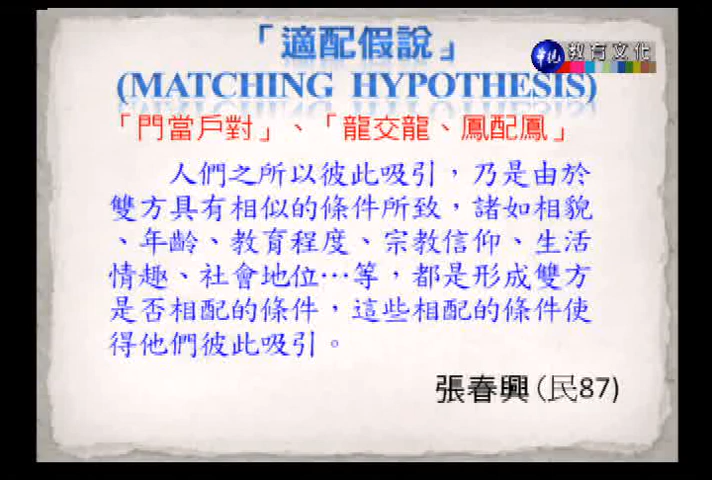 「適配假說」
華視 教育文化
(MATCHING HYPOTHESIS)
「門當戶對」、「龍交龍、鳳配鳳」
人們之所以彼此吸引，乃是由於
雙方具有相似的條件所致，諸如相貌
、年齡、教育程度、宗教信仰、生活
情趣、社會地位…等，都是形成雙方
是否相配的條件，這些相配的條件使
得他們彼此吸引。
張春興(民87)